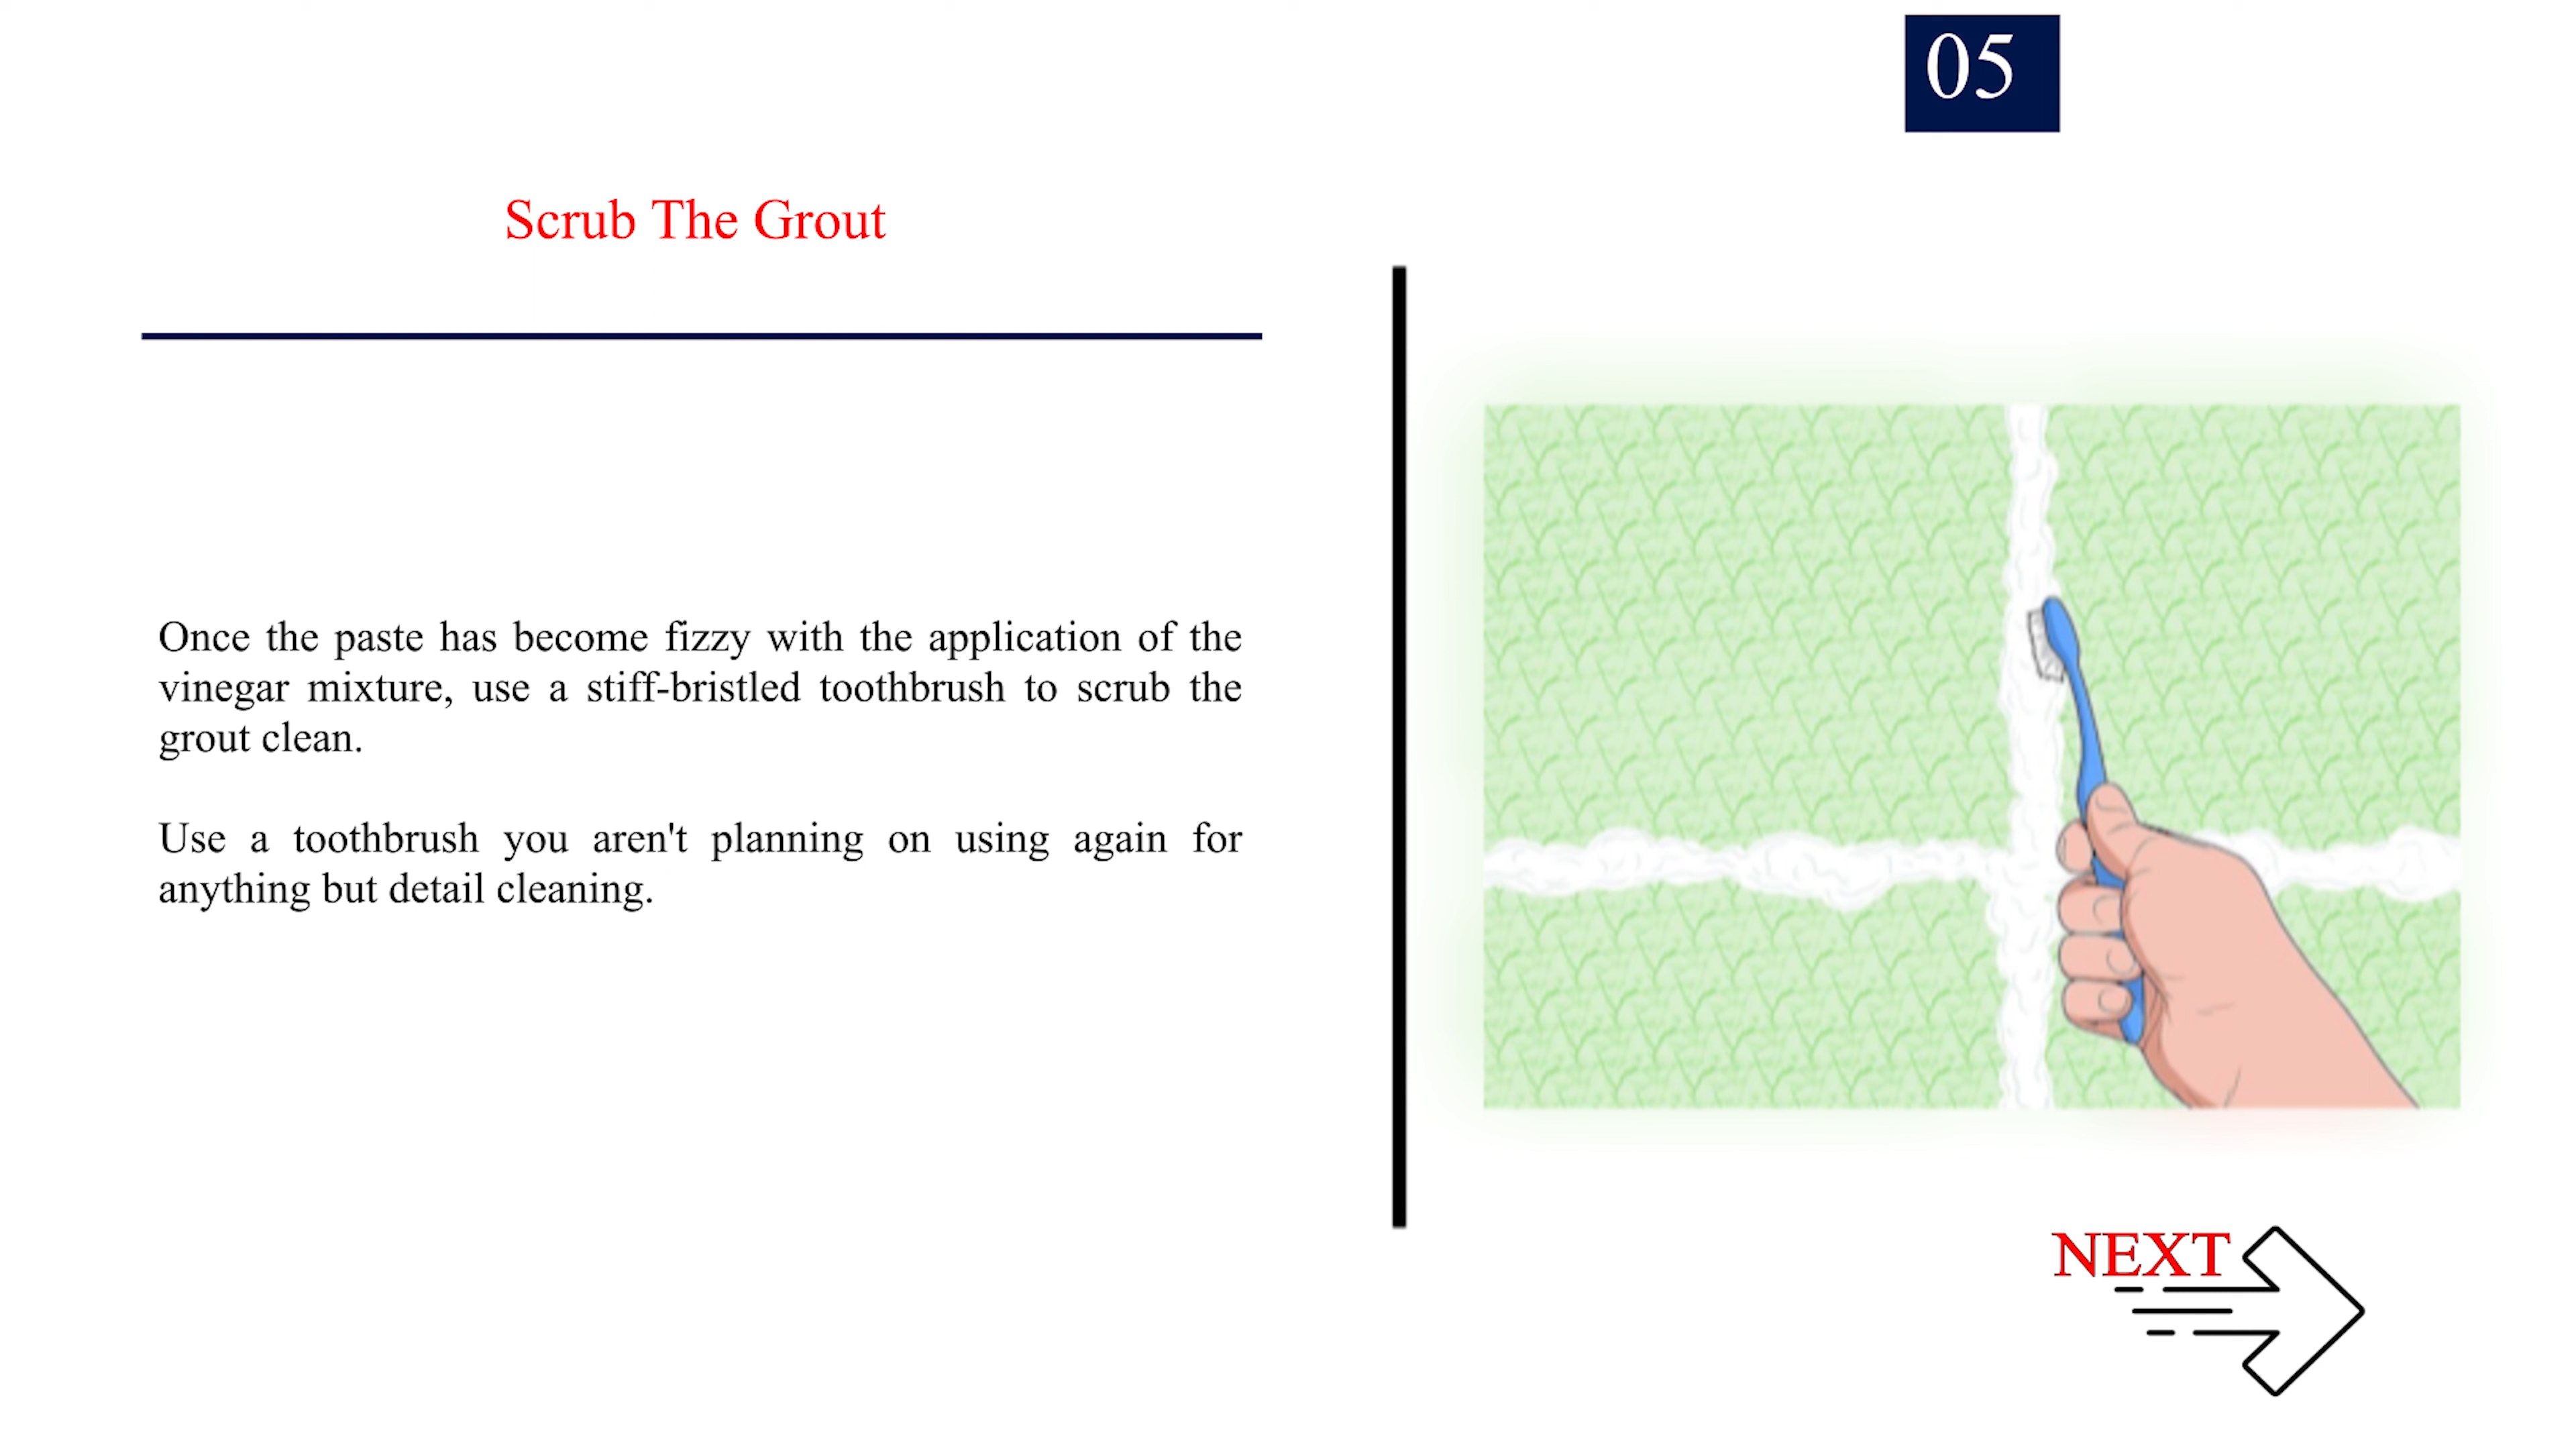 05
Scrub The Grout
Once the paste has become fizzy with the application of the
vinegar mixture, use a stiff-bristled toothbrush to scrub the
grout clean.
Use a toothbrush you aren't planning on using again for
anything but detail cleaning.
NEXT